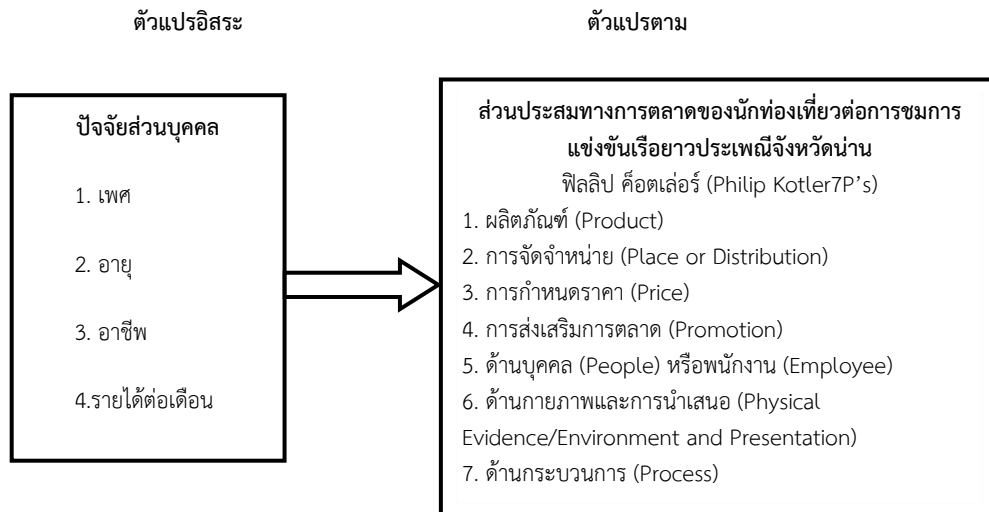 ตัวแปรอิสระ
ตัวแปรตาม
ปัจจัยส่วนบุคคล
1. เพศ
2. อายุ
3. อาชีพ
4.รายได้ต่อเดือน
ส่วนประสมทางการตลาดของนักท่องเที่ยวต่อการชมการ
แข่งขันเรือยาวประเพณีจังหวัดน่าน
ฟิลลิป ค็อตเล่อร์ (Philip Kotler7P’s)
1. ผลิตภัณฑ์ (Product)
2. การจัดจำหน่าย (Place or Distribution)
3. การกำหนดราคา (Price)
4. การส่งเสริมการตลาด (Promotion)
5. ด้านบุคคล (People) หรือพนักงาน (Employee)
6. ด้านกายภาพและการนำเสนอ (Physical
Evidence/Environment and Presentation)
7. ด้านกระบวนการ (Process)